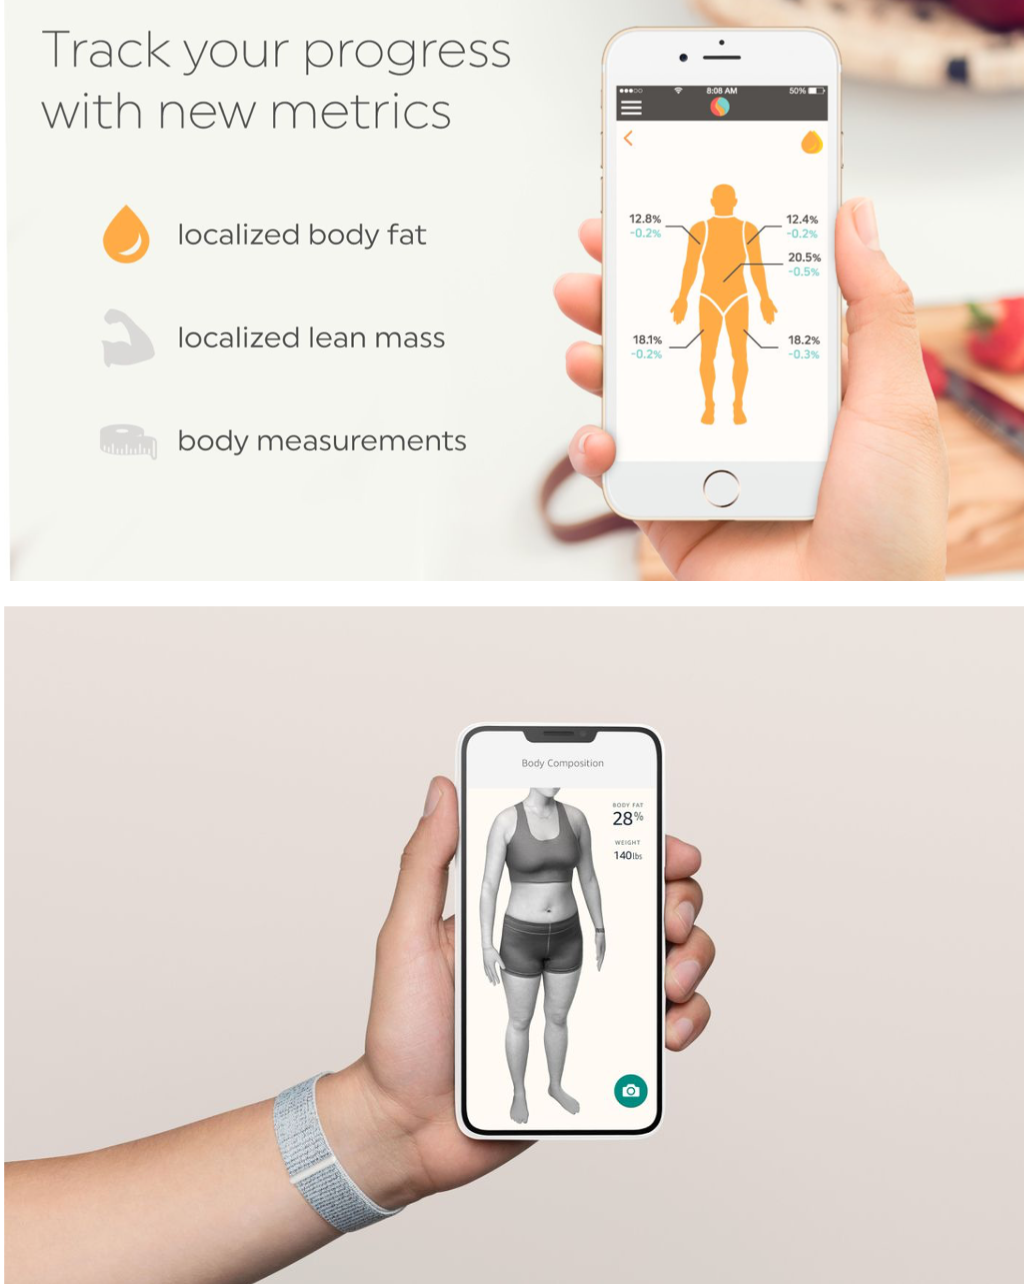 Track your progress
with new metrics
localized body fat
localized lean mass
body measurements
8:08 AM
50%
12.8%
-0.2%
12.4%
-0.2%
20.5%
-0.5%
18.1%
-0.2%
18.2%
-0.3%
Body Composition
BODY FAT
28%
WEIGHT
140lbs